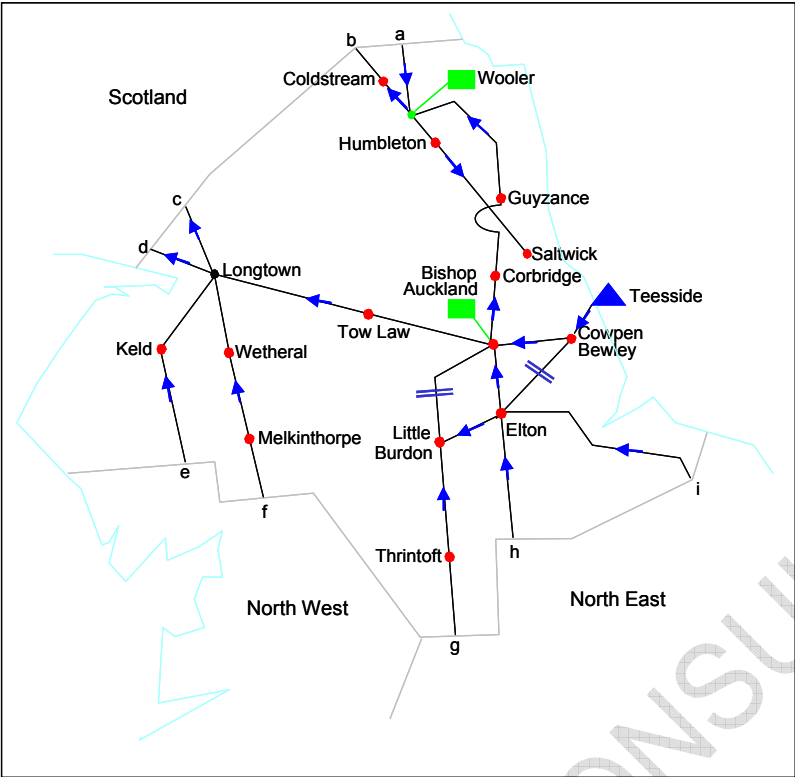 a
b
Coldstream
Wooler
Scotland
Humbleton
Guyzance
c
d
Saltwick
Longtown
Bishop
Auckland
Corbridge
Teesside
Tow Law
Cowpen
Bewley
Keld
Wetheral
Little
Burdon
Elton
Melkinthorpe
e
f
i
h
Thrintoft
North West
North East
g
ONSU